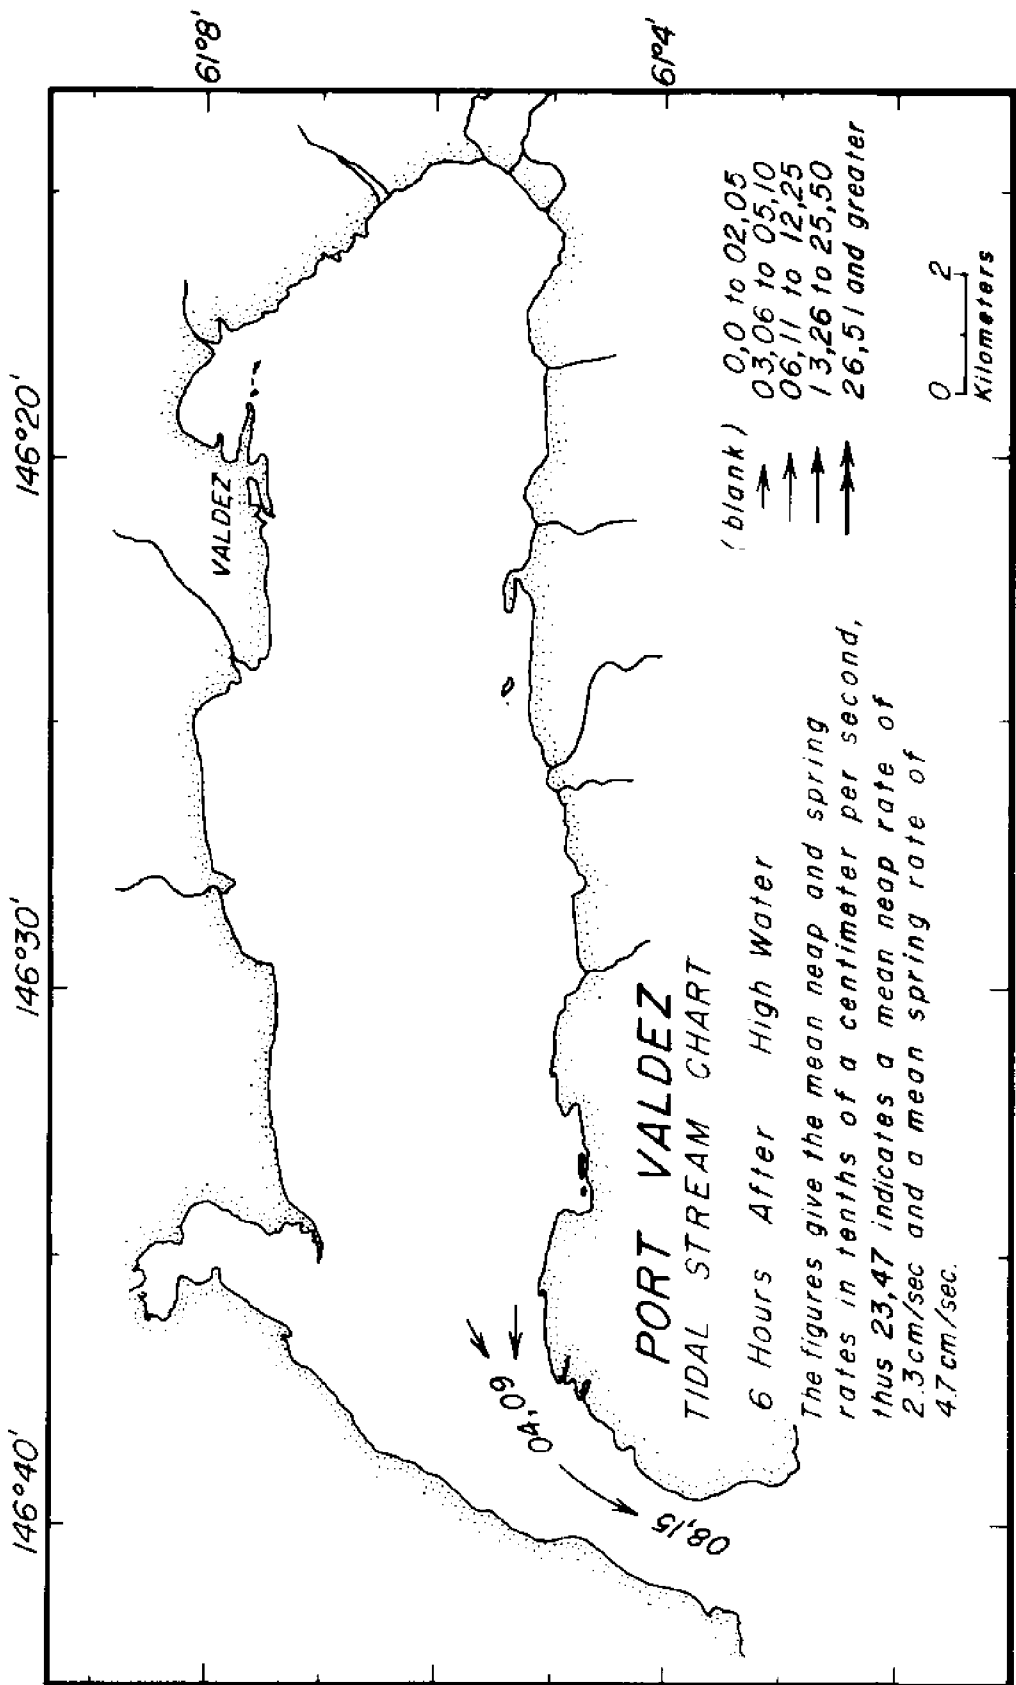 146°40'
146°30'
146°20'
61°8'
61°4'
VALDEZ
04,09
08,15
PORT VALDEZ
TIDAL STREAM CHART
6 Hours After High Water
The figures give the mean neap and spring
rates in tenths of a centimeter per second,
thus 23,47 indicates a mean neap rate of
2.3cm/sec and a mean spring rate of
4.7cm/sec.
(blank) 0,0 to 02,05
03,06 to 05,10
06,11 to 12,25
13,26 to 25,50
26,51 and greater
0 2
Kilometers